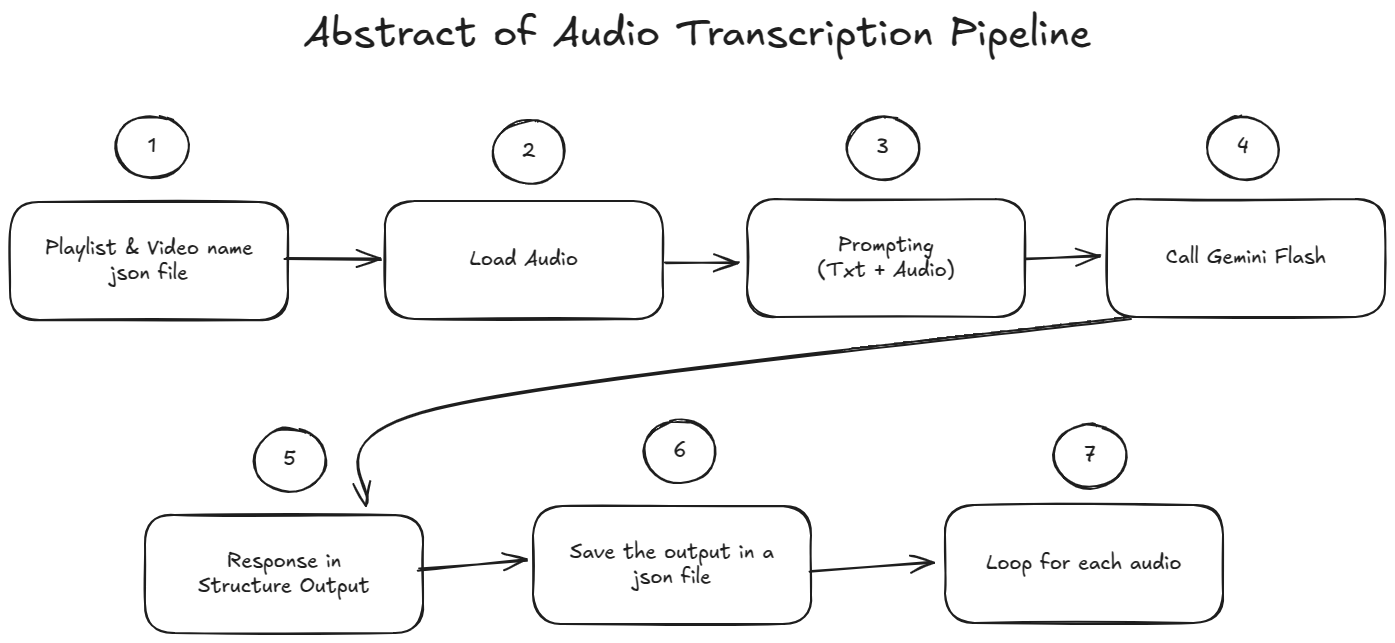 Abstract of Audio Transcription Pipeline
1
2
3
4
Playlist & Video name
json file
Load Audio
Prompting
(Txt + Audio)
Call Gemini Flash
5
6
7
Response in
Structure Output
Save the output in a
json file
Loop for each audio